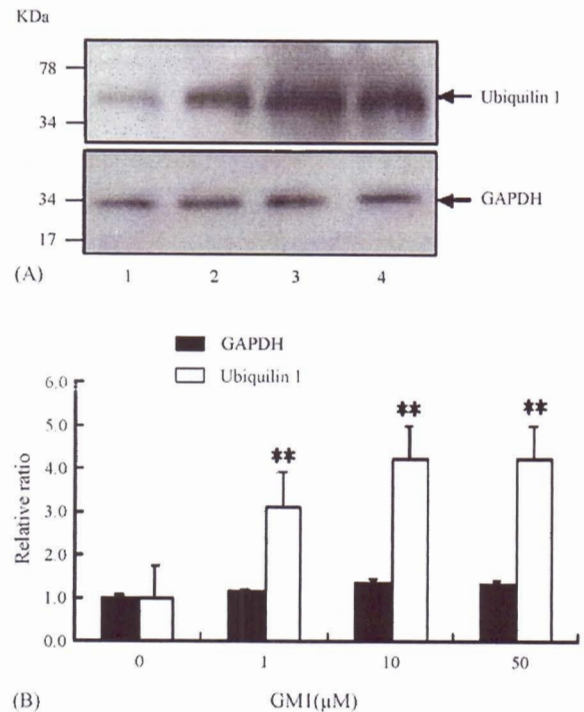 KDa
78
34
Ubiquilin 1
34
17
GAPDH
(A)
1 2 3 4
GAPDH
Ubiquilin 1
6.0
5.0
4.0
3.0
2.0
1.0
0.0
Relative ratio
** ** **
0 1 10 50
(B)
GM1(μM)